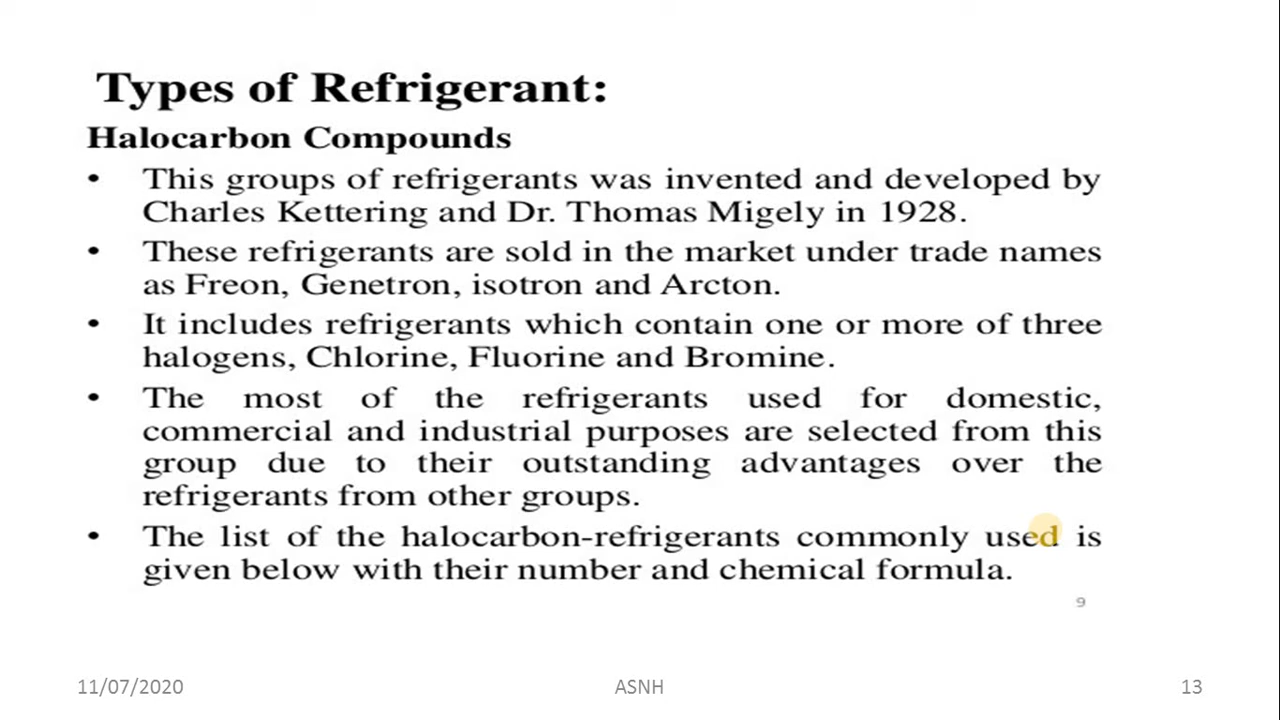 Types of Refrigerant:
Halocarbon Compounds
• This groups of refrigerants was invented and developed by
Charles Kettering and Dr. Thomas Migely in 1928.
• These refrigerants are sold in the market under trade names
as Freon, Genetron, isotron and Arcton.
• It includes refrigerants which contain one or more of three
halogens, Chlorine, Fluorine and Bromine.
• The most of the refrigerants used for domestic,
commercial and industrial purposes are selected from this
group due to their outstanding advantages over the
refrigerants from other groups.
• The list of the halocarbon-refrigerants commonly used is
given below with their number and chemical formula.
9
11/07/2020 ASNH 13